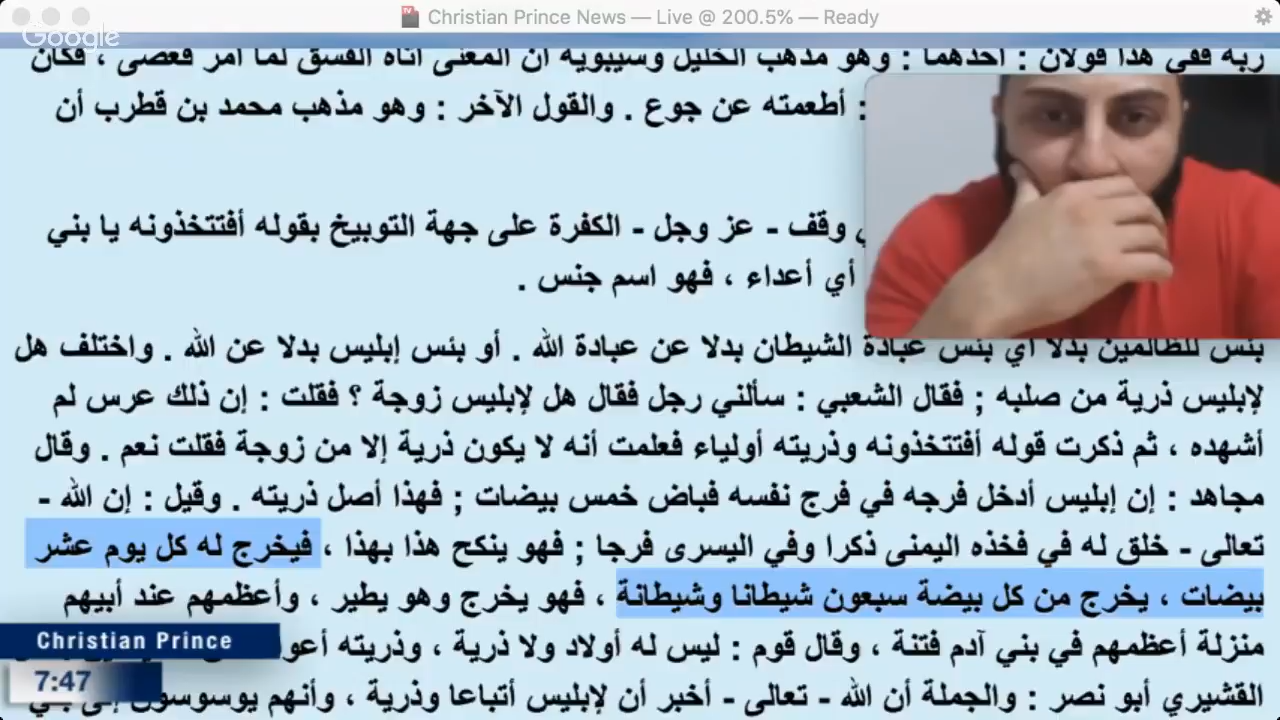 Christian Prince News — Live @ 200.5% — Ready
Google
ربه ففي هذا قولان : أحدهما : وهو مذهب الخليل وسيبويه أن المعنى أتاه الفسق لما أمر فعصى ، فكان
: أطعمته عن جوع . والقول الآخر : وهو مذهب محمد بن قطرب أن
وقف - عز وجل - الكفرة على جهة التوبيخ بقوله أفتتخذونه يا بني
أي أعداء ، فهو اسم جنس .
بئس للظالمين بدلا أي بئس عبادة الشيطان بدلا عن عبادة الله . أو بئس إبليس بدلا عن الله . واختلف هل
لإبليس ذرية من صلبه ; فقال الشعبي : سألني رجل فقال هل لإبليس زوجة ؟ فقلت : إن ذلك عرس لم
أشهده ، ثم ذكرت قوله أفتتخذونه وذريته أولياء فعلمت أنه لا يكون ذرية إلا من زوجة فقلت نعم . وقال
مجاهد : إن إبليس أدخل فرجه في فرج نفسه فباض خمس بيضات ; فهذا أصل ذريته . وقيل : إن الله -
تعالى - خلق له في فخذه اليمنى ذكرا وفي اليسرى فرجا ; فهو ينكح هذا بهذا ، فيخرج له كل يوم عشر
بيضات ، يخرج من كل بيضة سبعون شيطانا وشيطانة ، فهو يخرج وهو يطير ، وأعظمهم عند أبيهم
منزلة أعظمهم في بني آدم فتنة ، وقال قوم : ليس له أولاد ولا ذرية ، وذريته
القشيري أبو نصر : والجملة أن الله - تعالى - أخبر أن لإبليس أتباعا وذرية ، وأنهم يوسوسون إلى بني
Christian Prince
7:47